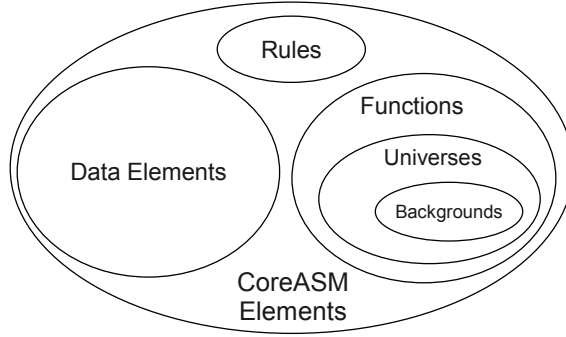 Rules
Functions
Universes
Data Elements
Backgrounds
CoreASM
Elements